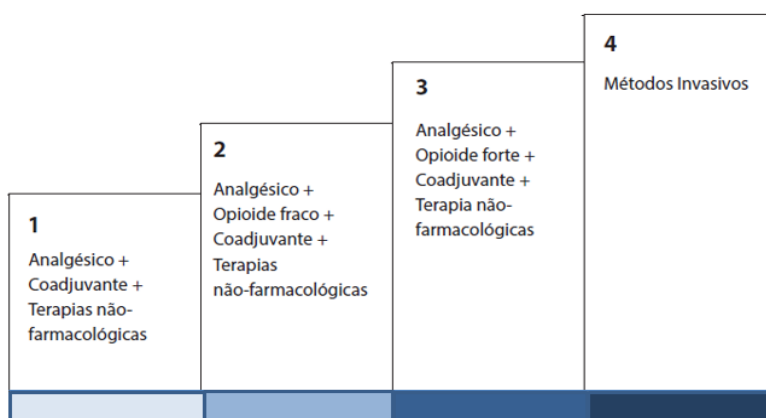 1
Analgésico +
Coadjuvante +
Terapias não-
farmacológicas
2
Analgésico +
Opioide fraco +
Coadjuvante +
Terapias
não-farmacológicas
3
Analgésico +
Opioide forte +
Coadjuvante +
Terapia não-
farmacológicas
4
Métodos Invasivos